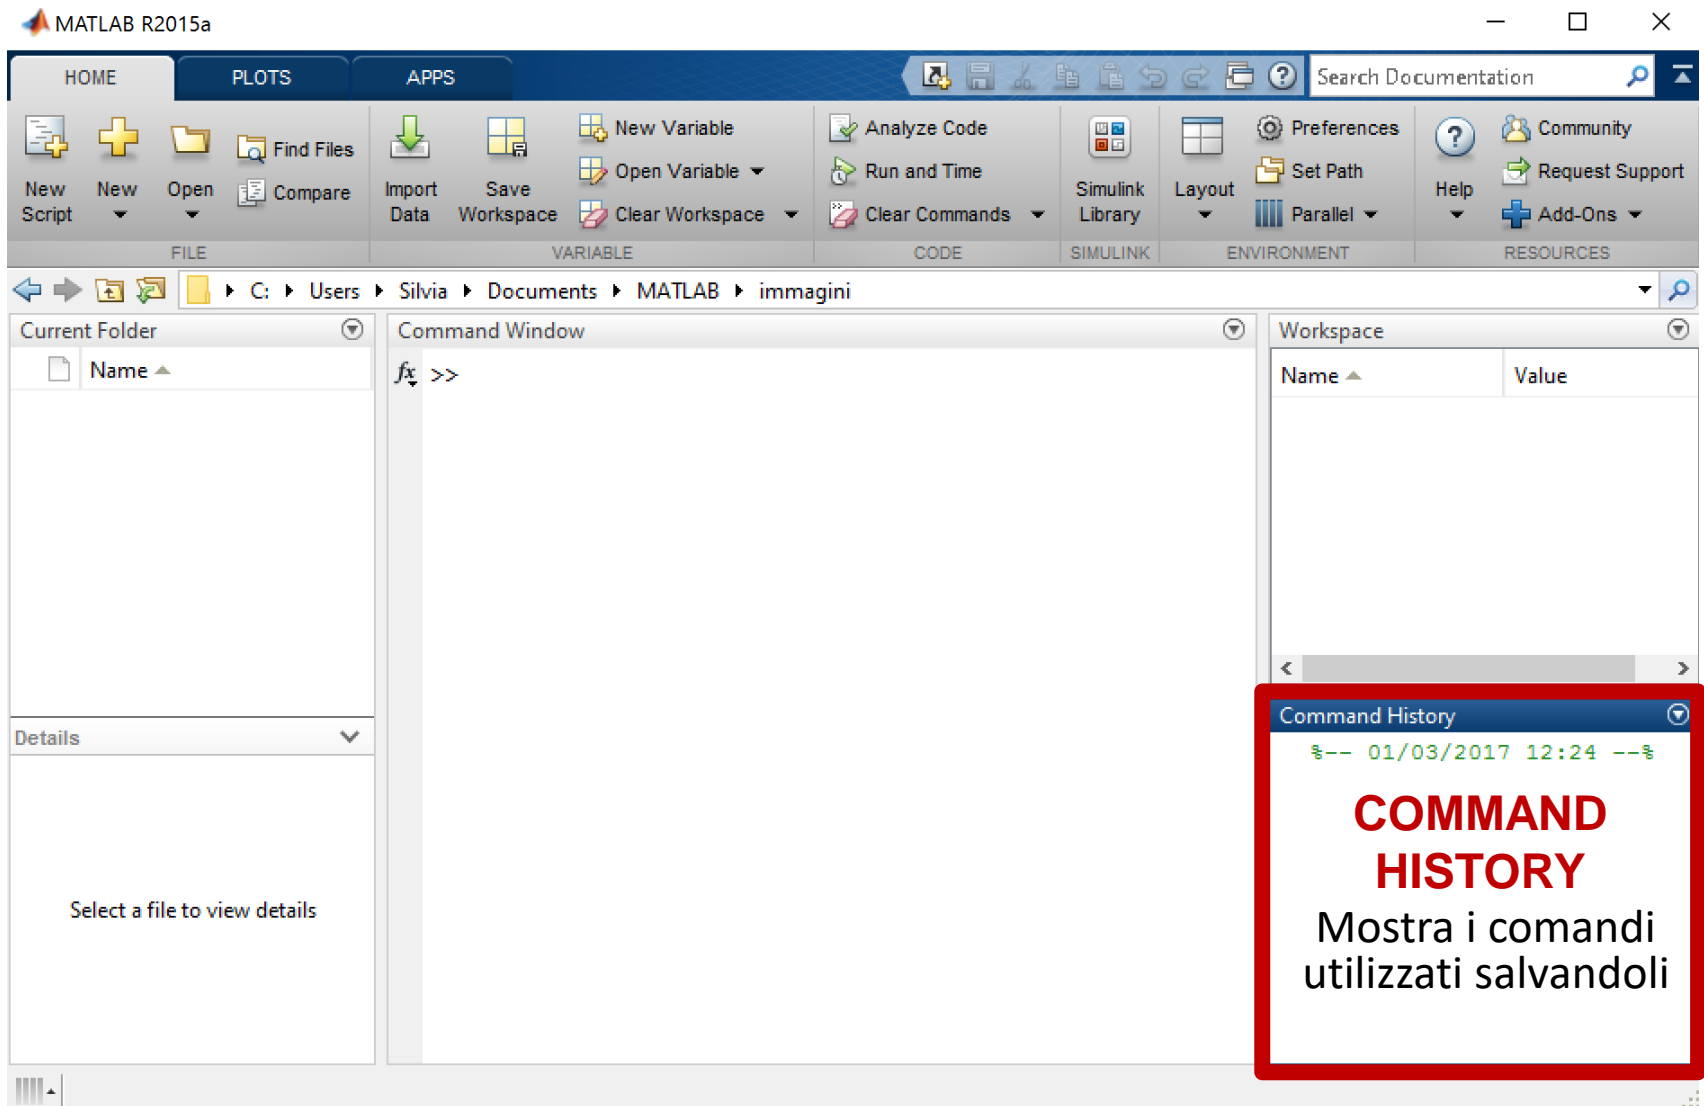 MATLAB R2015a
HOME PLOTS APPS Search Documentation
New Script
New
Open
Find Files
Compare
FILE
Import Data
Save Workspace
New Variable
Open Variable
Clear Workspace
VARIABLE
Analyze Code
Run and Time
Clear Commands
CODE
Simulink Library
SIMULINK
Layout
Preferences
Set Path
Parallel
ENVIRONMENT
Help
Community
Request Support
Add-Ons
RESOURCES
C: Users Silvia Documents MATLAB immagini
Current Folder
Name
Details
Select a file to view details
Command Window
fx >>
Workspace
Name Value
Command History
%-- 01/03/2017 12:24 --%
COMMAND
HISTORY
Mostra i comandi
utilizzati salvandoli